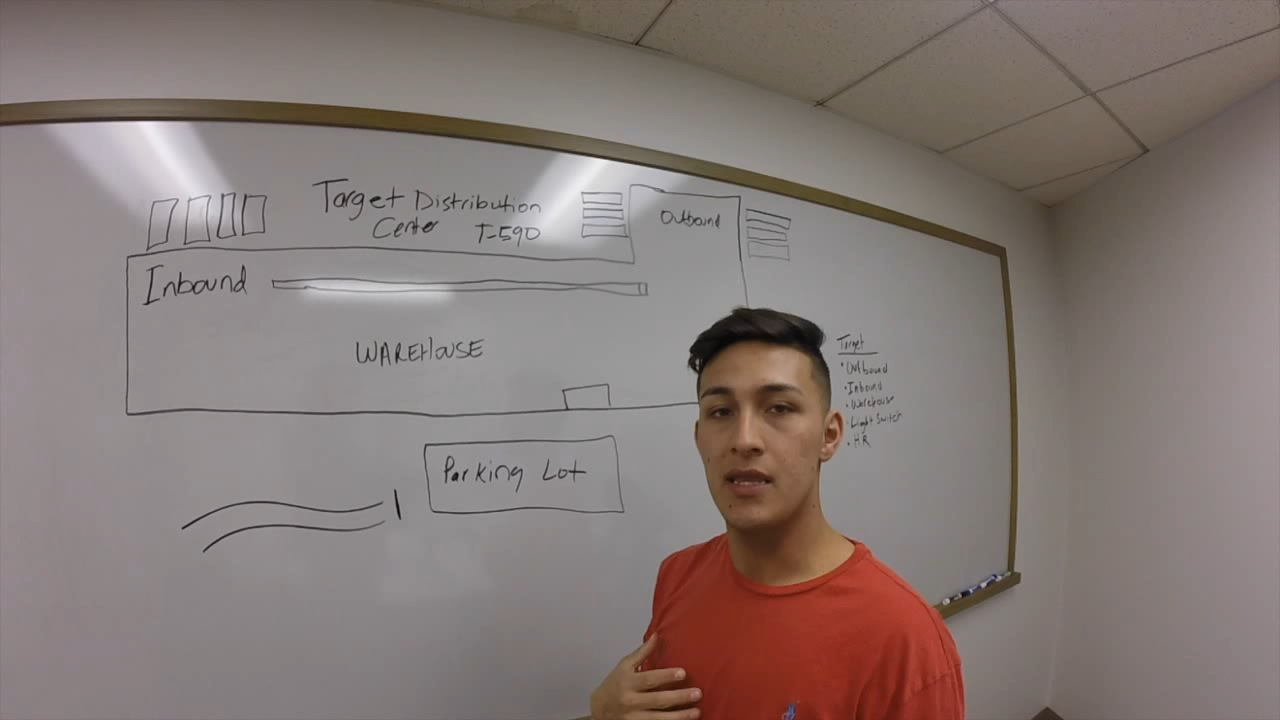 Target Distribution
Center T-590
Outbound
Inbound
WAREHOUSE
Parking Lot
Target
• Outbound
• Inbound
• Warehouse
• Light Switch
• HR